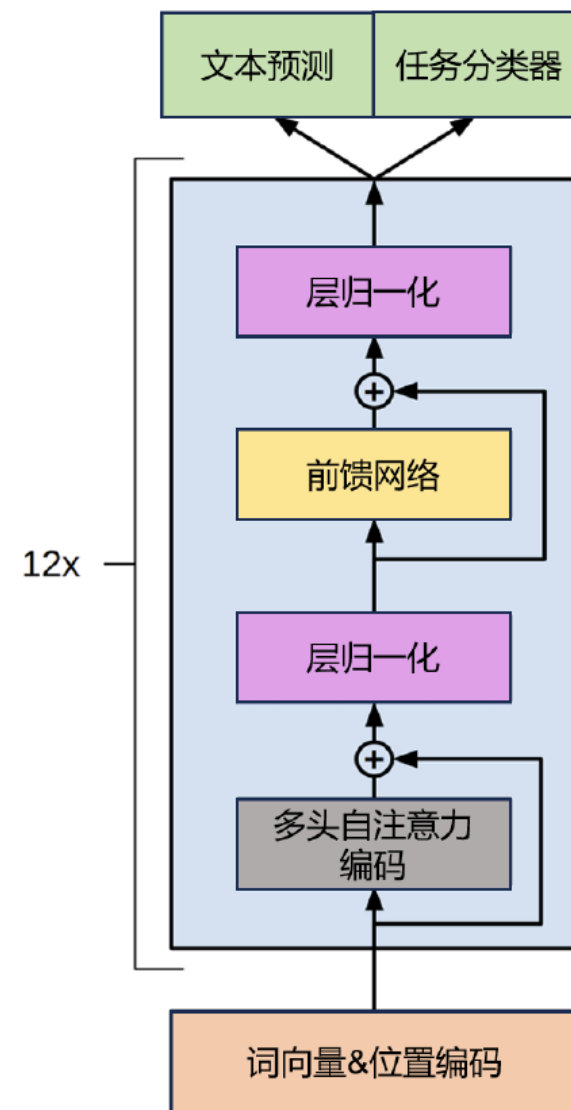 文本预测
任务分类器
层归一化
前馈网络
12x
层归一化
多头自注意力
编码
词向量&位置编码